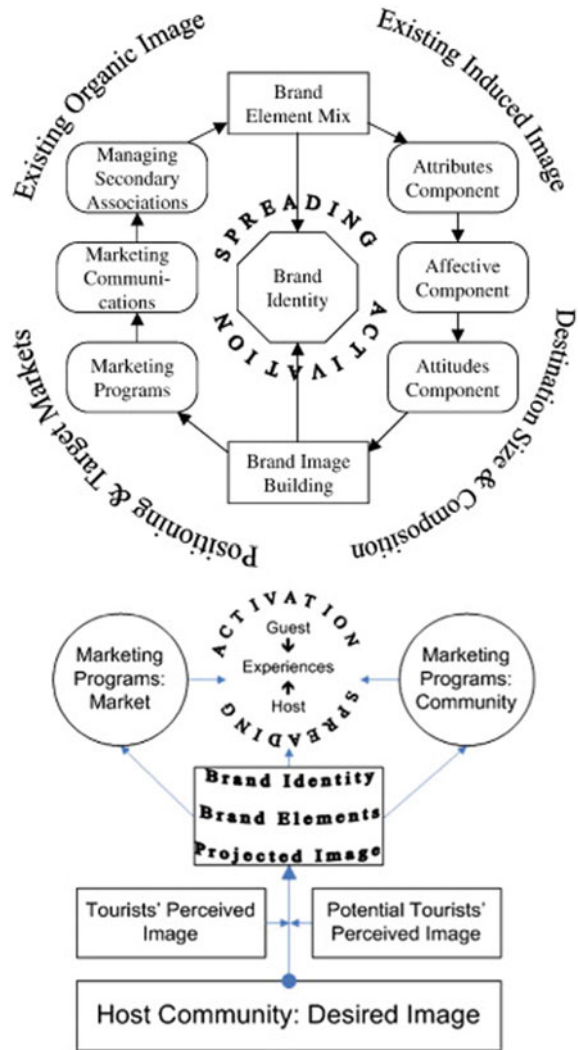 Existing Organic Image
Existing Induced Image
Brand
Element Mix
Managing
Secondary
Associations
Attributes
Component
SPREADING
ACTIVATION
Marketing
Communi-
cations
Brand
Identity
Affective
Component
Marketing
Programs
Attitudes
Component
Brand Image
Building
Positioning & Target Markets
Destination Size & Composition
ACTIVATION
SPREADING
Guest
Experiences
Host
Marketing
Programs:
Market
Marketing
Programs:
Community
Brand Identity
Brand Elements
Projected Image
Tourists' Perceived
Image
Potential Tourists'
Perceived Image
Host Community: Desired Image